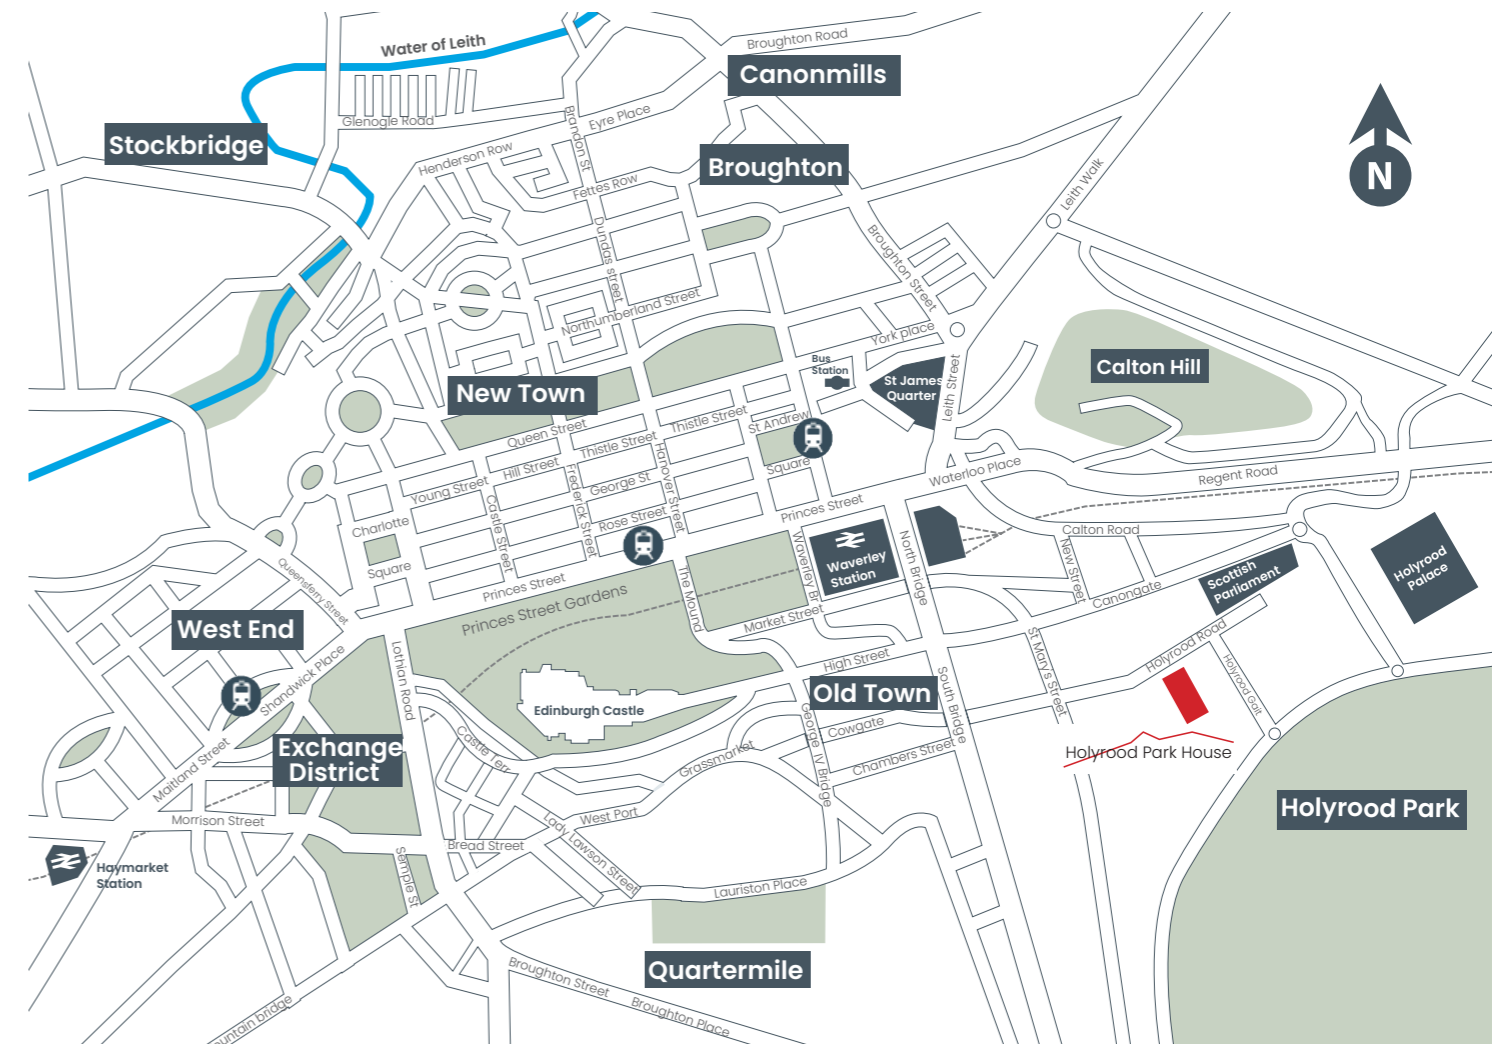 Water of Leith
Broughton Road
Canonmills
Stockbridge
Glenogle Road
Brandon St
Eyre Place
Henderson Row
Broughton
N
Fettes Row
Leith Walk
Dundas street
Broughton Street
Northumberland Street
York place
Bus
Station
St James
Quarter
Leith Street
Calton Hill
New Town
Queen Street
Thistle Street
Thistle Street
St Andrew
Square
Hill Street
Young Street
George St
Hanover Street
Frederick Street
Castle Street
Rose Street
Charlotte
Square
Princes Street
Princes Street
Waterloo Place
Regent Road
Calton Road
Waverley Br
Waverley
Station
North Bridge
New Street
Canongate
Scottish
Parliament
Holyrood
Palace
Queensferry Street
Princes Street Gardens
The Mound
Market Street
West End
Lothian Road
Shandwick Place
High Street
St Mary's Street
Holyrood Road
Holyrood Gait
Old Town
South Bridge
Edinburgh Castle
George IV Bridge
Cowgate
Chambers Street
Castle Terr
Grassmarket
Exchange
District
Maitland Street
Holyrood Park House
Holyrood Park
Morrison Street
West Port
Bread Street
Lady Lawson Street
Semple St
Haymarket
Station
Lauriston Place
Quartermile
Broughton Street
Broughton Place
untain bridge